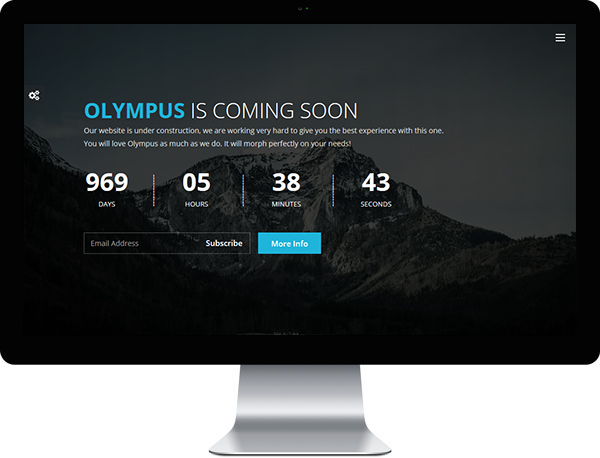 OLYMPUS IS COMING SOON
Our website is under construction, we are working very hard to give you the best experience with this one.
You will love Olympus as much as we do. It will morph perfectly on your needs!
969 05 38 43
DAYS HOURS MINUTES SECONDS
Email Address Subscribe More Info